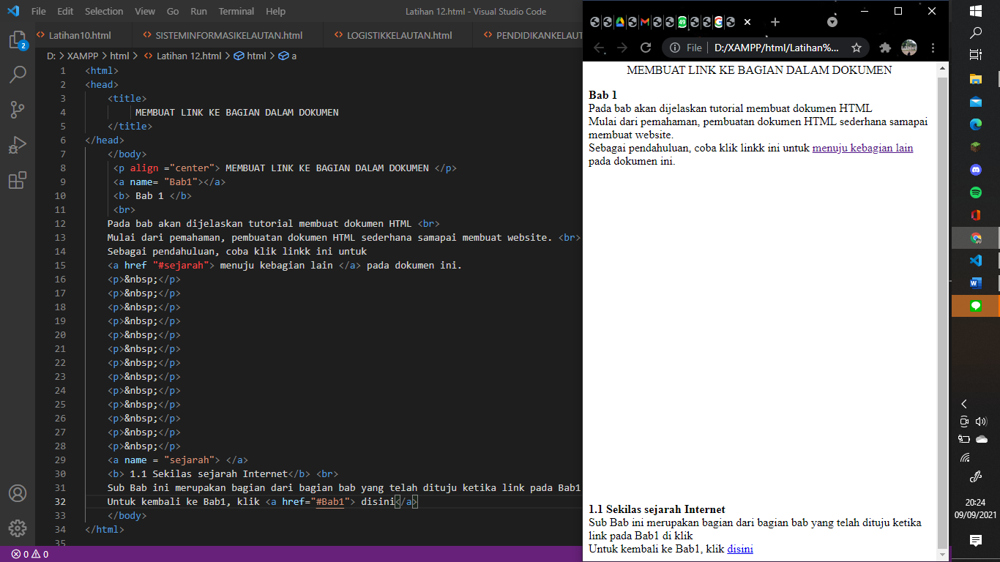 File Edit Selection View Go Run Terminal Help
Latihan 12.html - Visual Studio Code
Latihan10.html
SISTEMINFORMASIKELAUTAN.html
LOGISTIKKELAUTAN.html
PENDIDIKANKELAUT
D: > XAMPP > html > Latihan 12.html > html > a
1 <html>
2 <head>
3 <title>
4 MEMBUAT LINK KE BAGIAN DALAM DOKUMEN
5 </title>
6 </head>
7 </body>
8 <p align ="center"> MEMBUAT LINK KE BAGIAN DALAM DOKUMEN </p>
9 <a name= "Bab1"></a>
10 <b> Bab 1 </b>
11 <br>
12 Pada bab akan dijelaskan tutorial membuat dokumen HTML <br>
13 Mulai dari pemahaman, pembuatan dokumen HTML sederhana samapai membuat website. <br>
14 Sebagai pendahuluan, coba klik linkk ini untuk
15 <a href "#sejarah"> menuju kebagian lain </a> pada dokumen ini.
16 <p>&nbsp;</p>
17 <p>&nbsp;</p>
18 <p>&nbsp;</p>
19 <p>&nbsp;</p>
20 <p>&nbsp;</p>
21 <p>&nbsp;</p>
22 <p>&nbsp;</p>
23 <p>&nbsp;</p>
24 <p>&nbsp;</p>
25 <p>&nbsp;</p>
26 <p>&nbsp;</p>
27 <p>&nbsp;</p>
28 <p>&nbsp;</p>
29 <a name = "sejarah"> </a>
30 <b> 1.1 Sekilas sejarah Internet</b> <br>
31 Sub Bab ini merupakan bagian dari bagian bab yang telah dituju ketika link pada Bab1
32 Untuk kembali ke Bab1, klik <a href="#Bab1"> disini</a>
33 </body>
34 </html>
35
2
0 0
49
File D:/XAMPP/html/Latihan%...
MEMBUAT LINK KE BAGIAN DALAM DOKUMEN
Bab 1
Pada bab akan dijelaskan tutorial membuat dokumen HTML
Mulai dari pemahaman, pembuatan dokumen HTML sederhana samapai
membuat website.
Sebagai pendahuluan, coba klik linkk ini untuk menuju kebagian lain
pada dokumen ini.
1.1 Sekilas sejarah Internet
Sub Bab ini merupakan bagian dari bagian bab yang telah dituju ketika
link pada Bab1 di klik
Untuk kembali ke Bab1, klik disini
20:24
09/09/2021